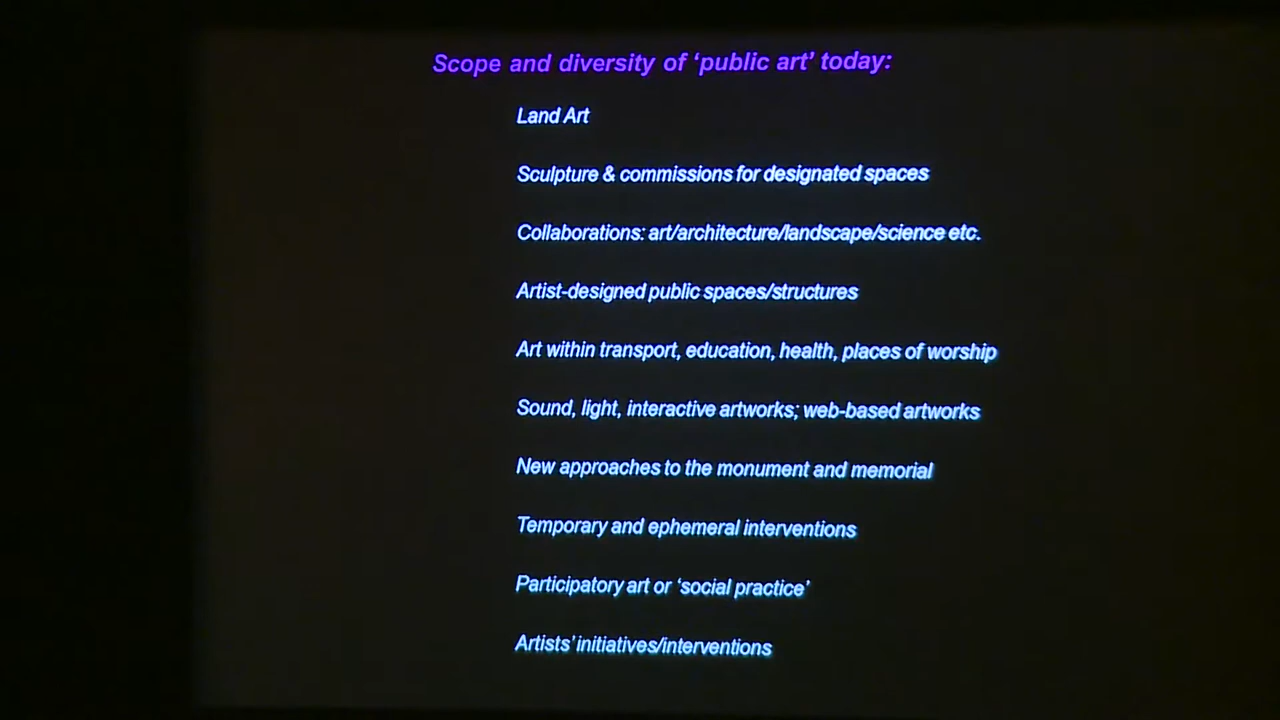 Scope and diversity of ‘public art’ today:
Land Art
Sculpture & commissions for designated spaces
Collaborations: art/architecture/landscape/science etc.
Artist-designed public spaces/structures
Art within transport, education, health, places of worship
Sound, light, interactive artworks; web-based artworks
New approaches to the monument and memorial
Temporary and ephemeral interventions
Participatory art or ‘social practice’
Artists’ initiatives/interventions